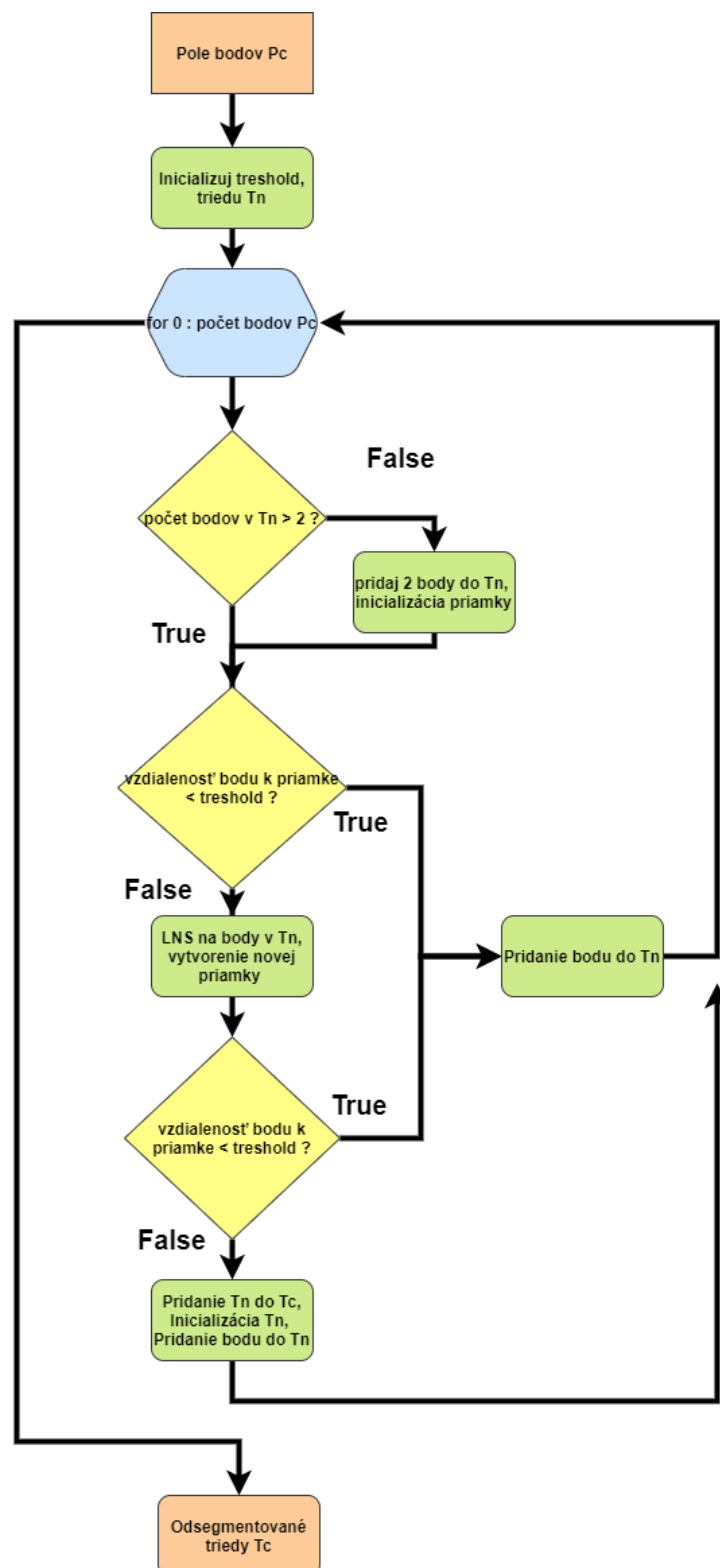 Pole bodov Pc
Inicializuj treshold,
triedu Tn
for 0 : počet bodov Pc
False
počet bodov v Tn > 2 ?
pridaj 2 body do Tn,
inicializácia priamky
True
vzdialenosť bodu k priamke
< treshold ?
True
False
LNS na body v Tn,
vytvorenie novej
priamky
Pridanie bodu do Tn
True
vzdialenosť bodu k
priamke < treshold ?
False
Pridanie Tn do Tc,
Inicializácia Tn,
Pridanie bodu do Tn
Odsegmentované
triedy Tc